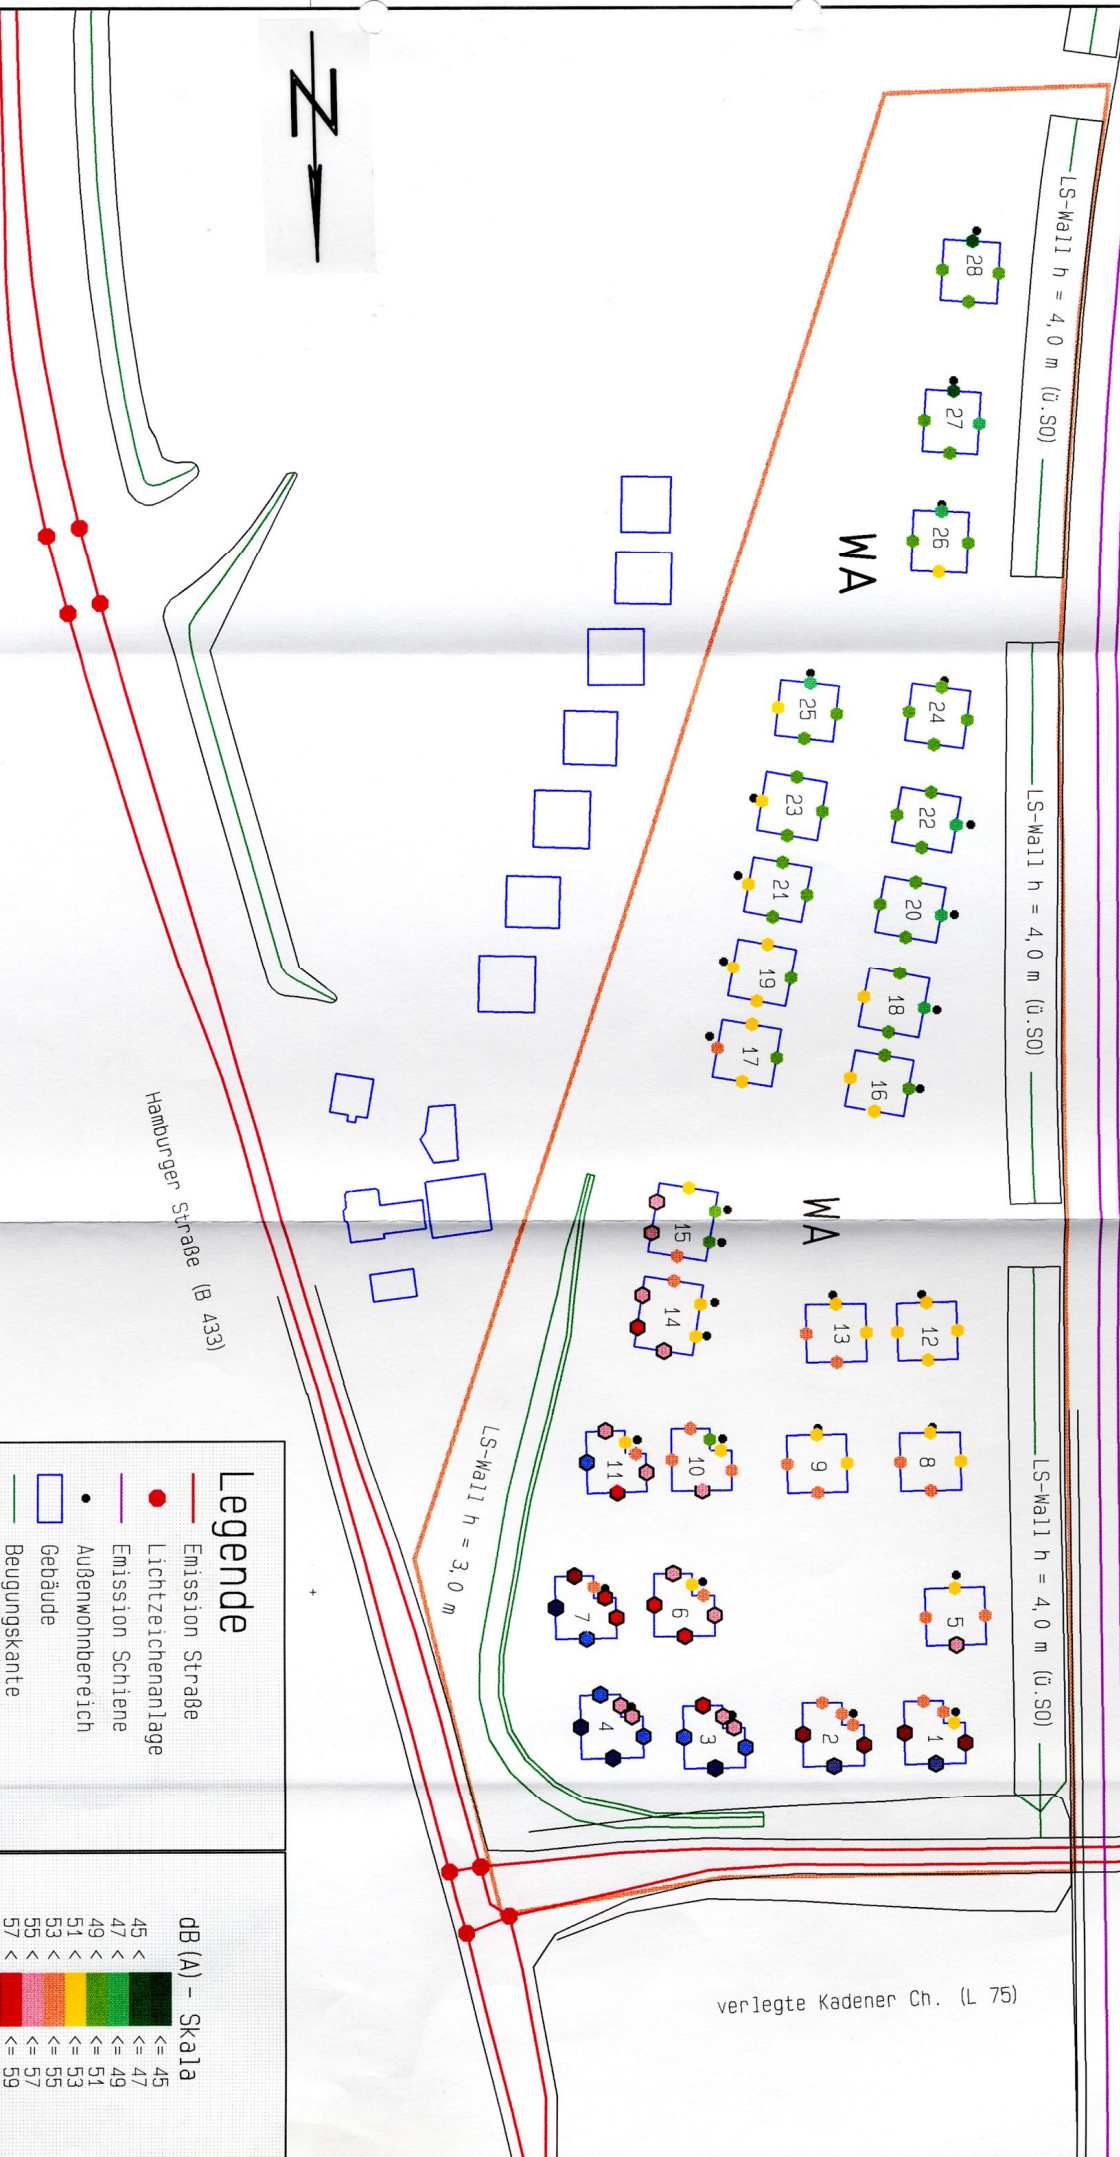 N
LS-Wall h = 4,0 m (ü.SO)
28
27
26
WA
LS-Wall h = 4,0 m (ü.SO)
25
24
23
22
21
20
19
18
17
16
WA
15
14
13
12
LS-Wall h = 4,0 m (ü.SO)
11
10
9
8
7
6
5
4
3
2
1
LS-Wall h = 3,0 m
Hamburger Straße (B 433)
verlegte Kadener Ch. (L 75)
Legende
Emission Straße
Lichtzeichenanlage
Emission Schiene
Außenwohnbereich
Gebäude
Beugungskante
dB(A) - Skala
<= 45
45 < <= 47
47 < <= 49
49 < <= 51
51 < <= 53
53 < <= 55
55 < <= 57
57 < <= 59